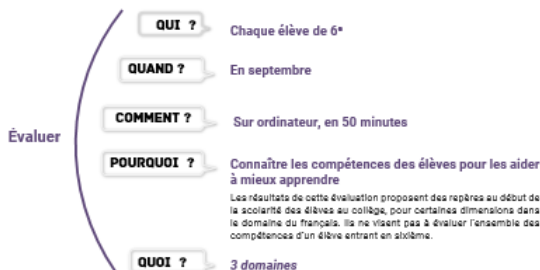 QUI ?
Chaque élève de 6e
QUAND ?
En septembre
COMMENT ?
Sur ordinateur, en 50 minutes
Évaluer
POURQUOI ?
Connaître les compétences des élèves pour les aider
à mieux apprendre
Les résultats de cette évaluation proposent des repères au début de
la scolarité des élèves au collège, pour certaines dimensions dans
le domaine du français. Ils ne visent pas à évaluer l'ensemble des
compétences d'un élève entrant en sixième.
QUOI ?
3 domaines